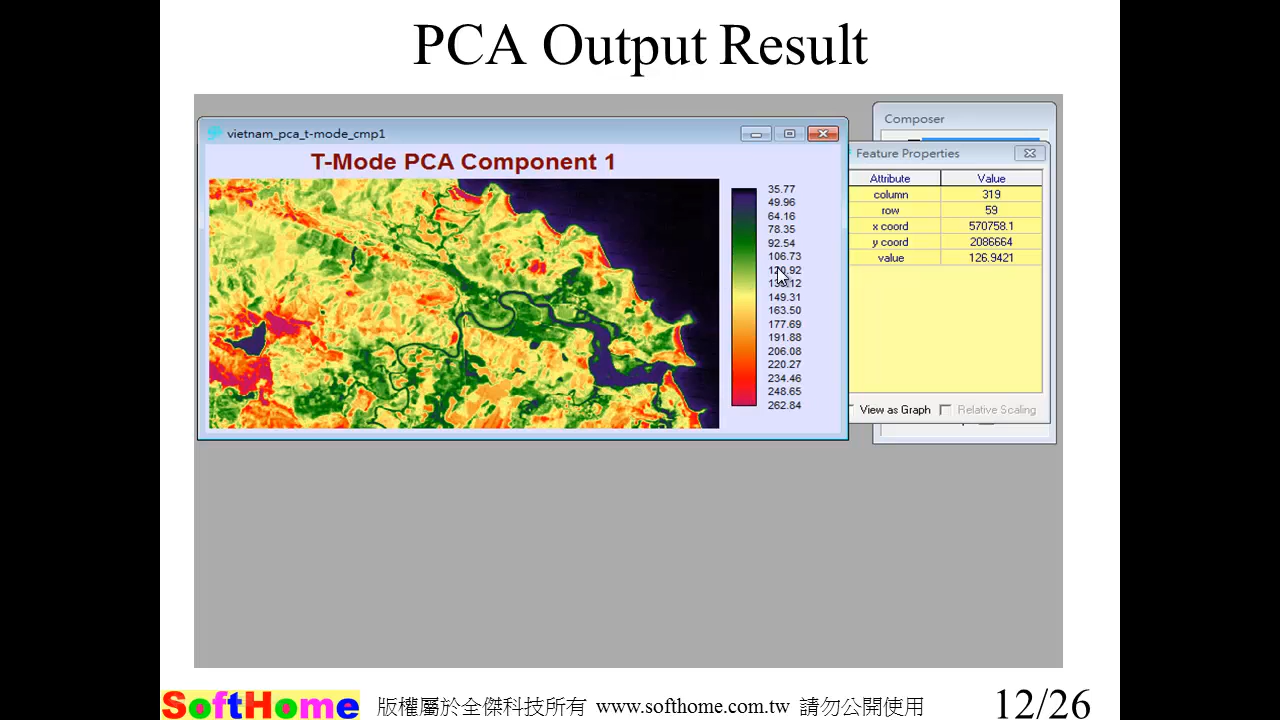 PCA Output Result
vietnam_pca_t-mode_cmp1
T-Mode PCA Component 1
35.77
49.96
64.16
78.35
92.54
106.73
149.31
163.50
177.69
191.88
206.08
220.27
234.46
248.65
262.84
Composer
Feature Properties
Attribute Value
column 319
row 59
x coord 570758.1
y coord 2086664
value 126.9421
View as Graph Relative Scaling
SoftHome 版權屬於全傑科技所有 www.softhome.com.tw 請勿公開使用 12/26